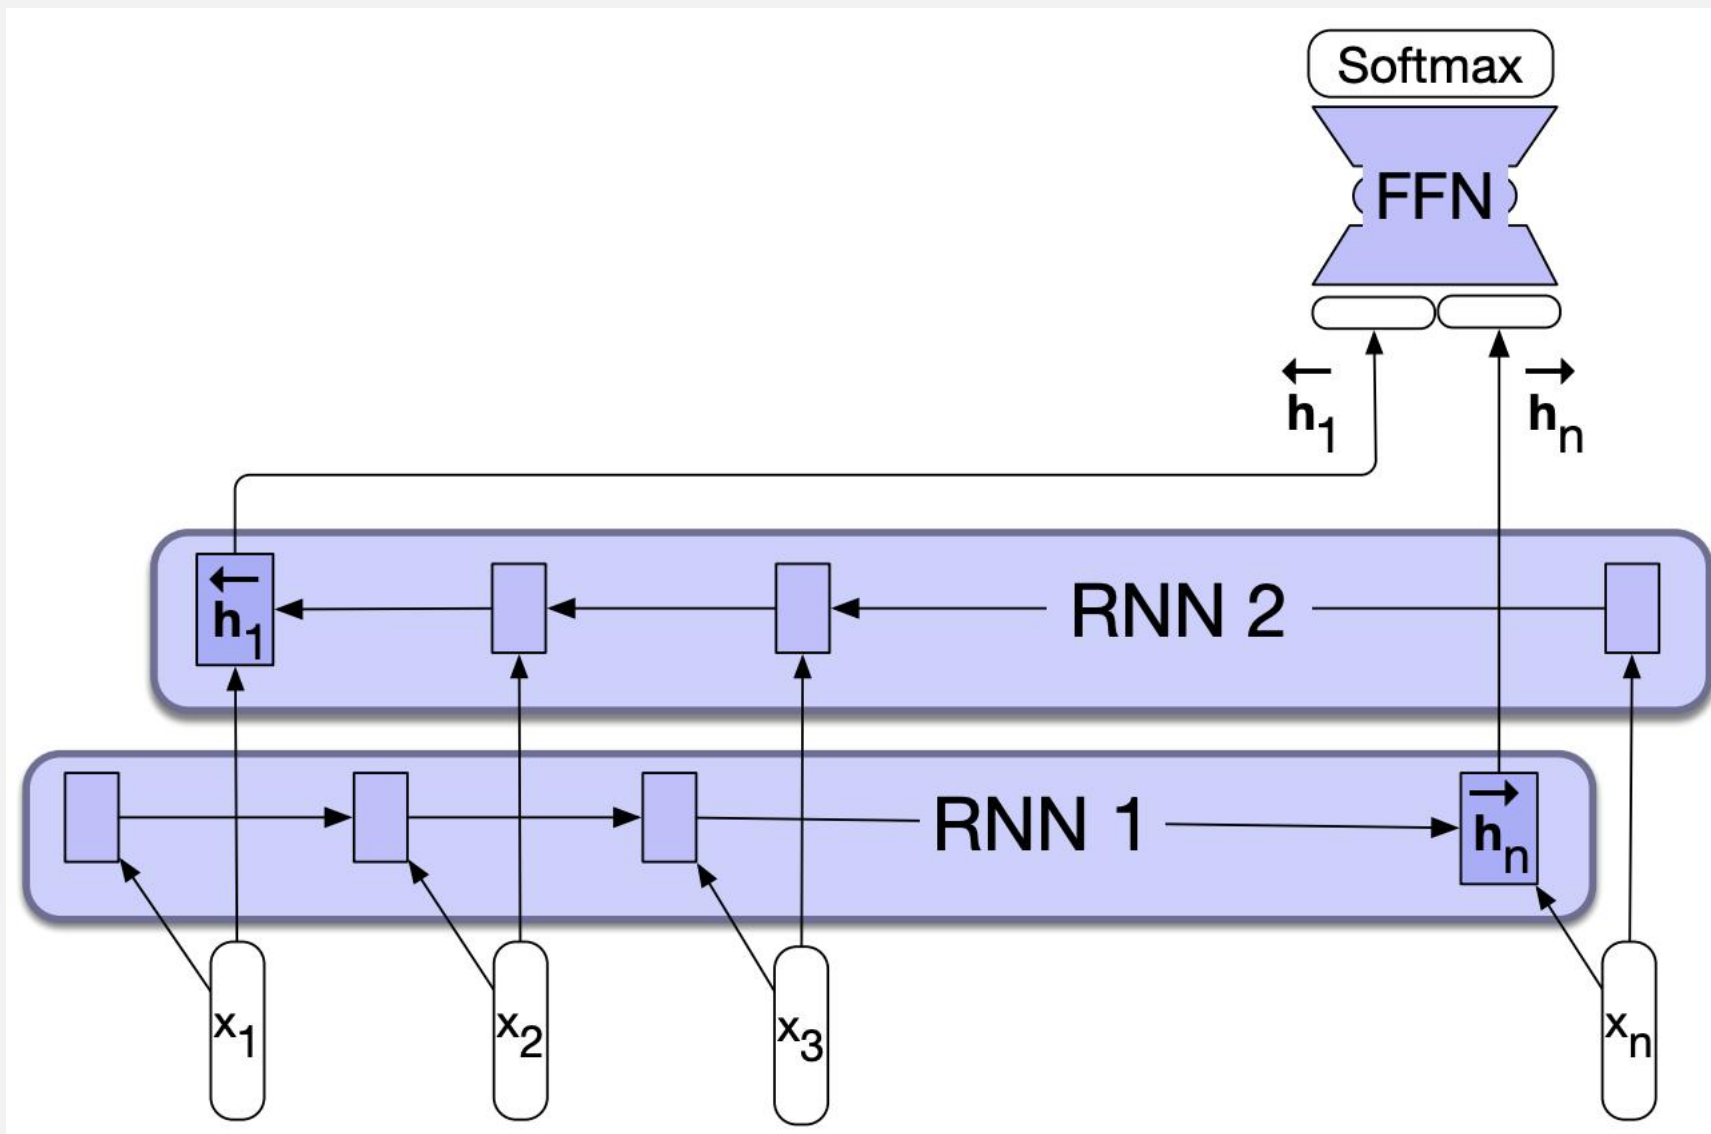 Softmax
FFN
←h₁ →hₙ
←h₁ RNN 2
RNN 1 →hₙ
x₁ x₂ x₃ xₙ